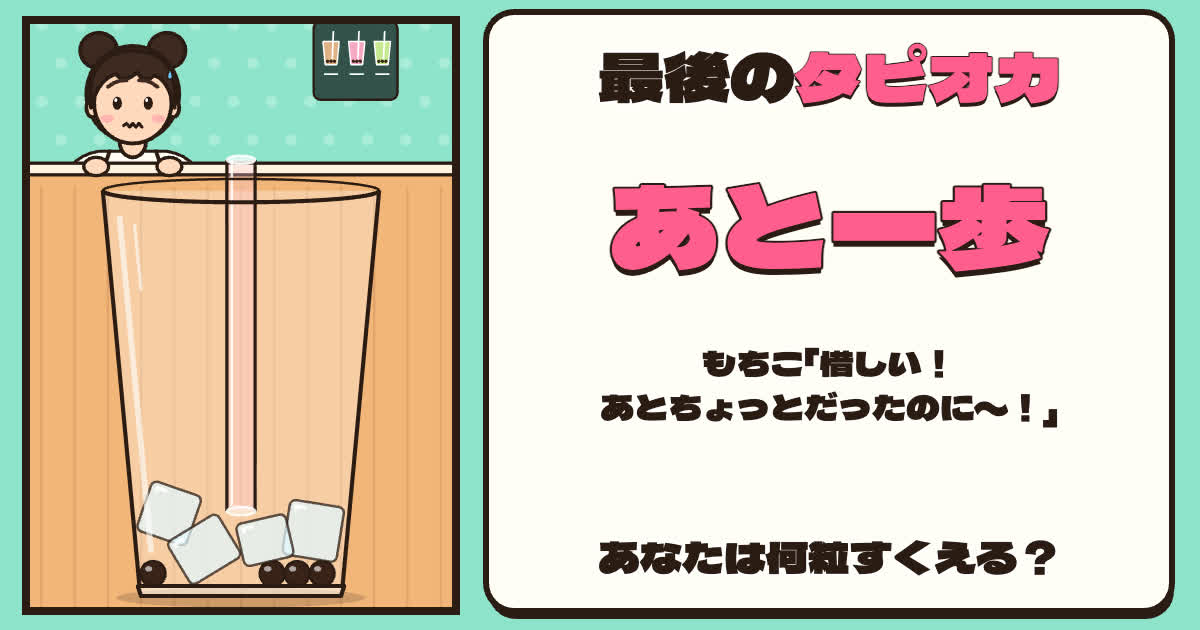 最後のタピオカ
あと一歩
もちこ「惜しい！
あとちょっとだったのに〜！」
あなたは何粒すくえる？